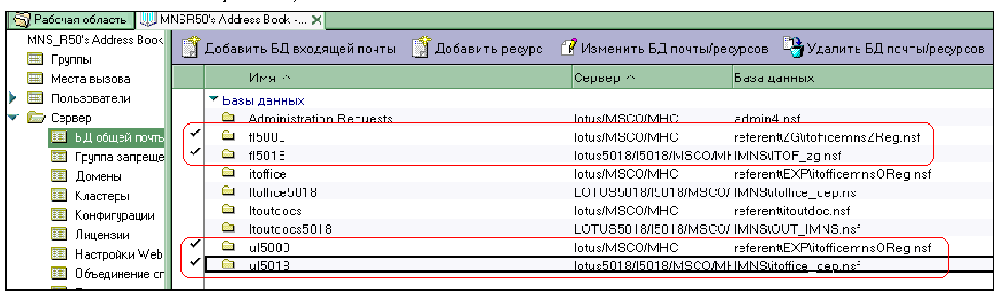 Рабочая область MNSR50's Address Book -...
MNS_R50's Address Book
Добавить БД входящей почты Добавить ресурс Изменить БД почты/ресурсов Удалить БД почты/ресурсов
Группы
Места вызова
Пользователи
Сервер
БД общей почть
Группа запреще
Домены
Кластеры
Конфигурации
Лицензии
Настройки Web
Объединение сг
Имя Сервер База данных
Базы данных
Administration Requests lotus/MSCO/MHC admin4.nsf
fl5000 lotus/MSCO/MHC referent\ZG\itofficemnsZReg.nsf
fl5018 lotus5018/I5018/MSCO/MH IMNS\ITOF_zg.nsf
itoffice lotus/MSCO/MHC referent\EXP\itofficemnsOReg.nsf
Itoffice5018 LOTUS5018/I5018/MSCO/ IMNS\itoffice_dep.nsf
Itoutdocs lotus/MSCO/MHC referent\itoutdoc.nsf
Itoutdocs5018 LOTUS5018/I5018/MSCO/ IMNS\OUT_IMNS.nsf
ul5000 lotus/MSCO/MHC referent\EXP\itofficemnsOReg.nsf
ul5018 lotus5018/I5018/MSCO/MH IMNS\itoffice_dep.nsf